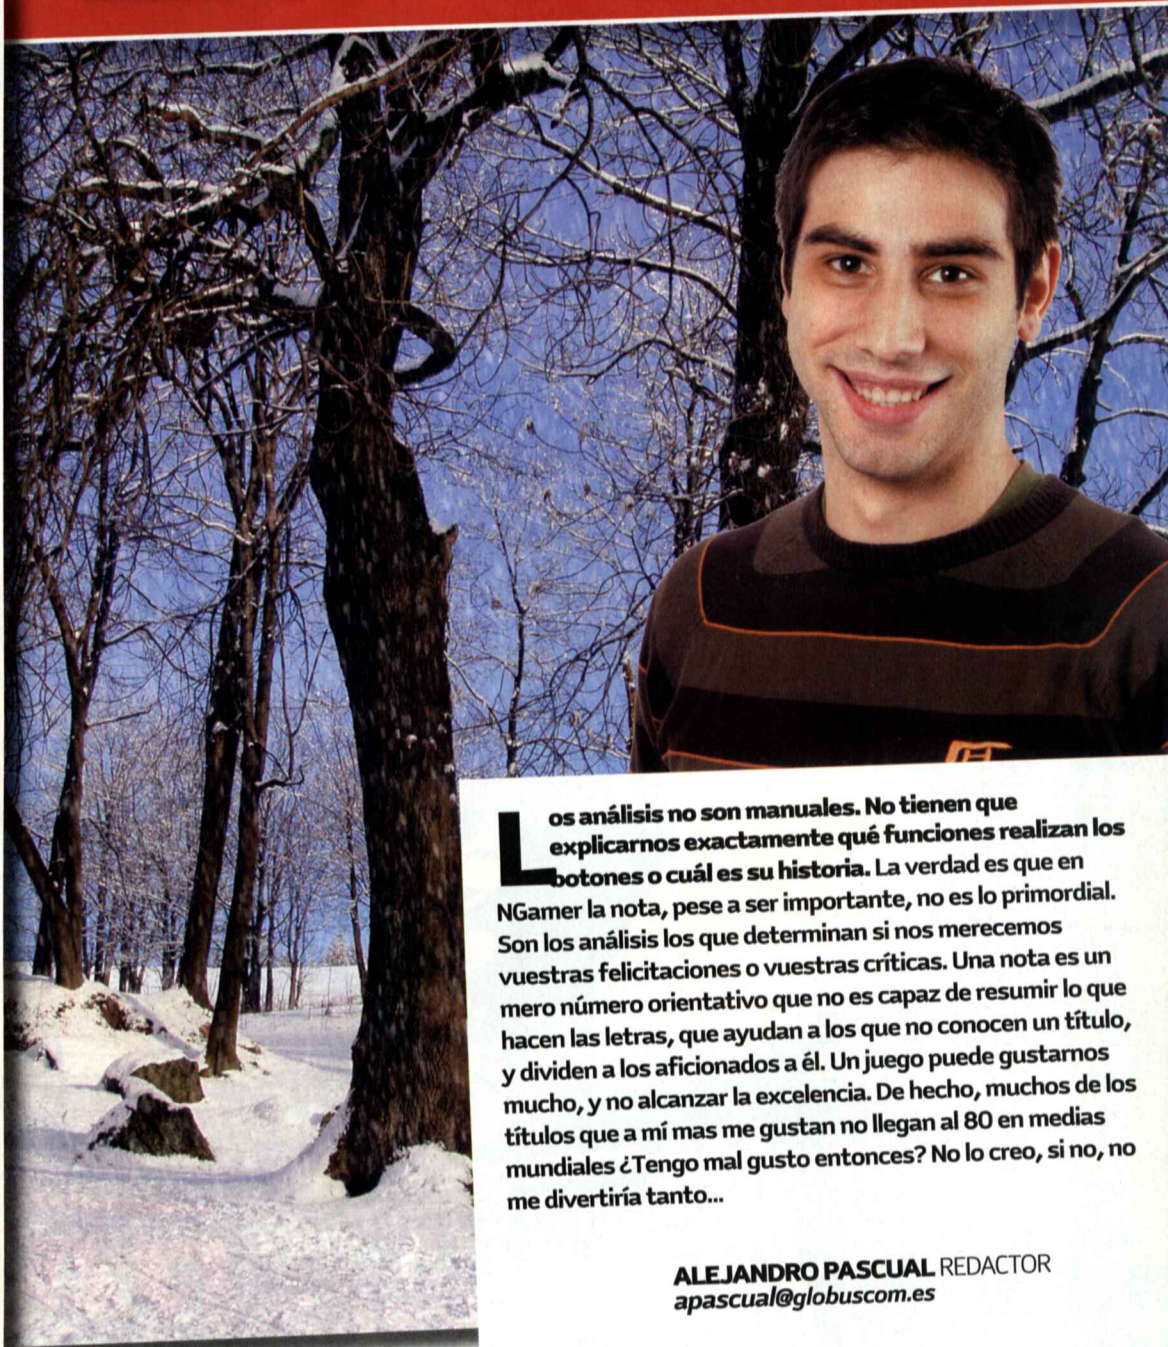 Los análisis no son manuales. No tienen que
explicarnos exactamente qué funciones realizan los
botones o cuál es su historia. La verdad es que en
NGamer la nota, pese a ser importante, no es lo primordial.
Son los análisis los que determinan si nos merecemos
vuestras felicitaciones o vuestras críticas. Una nota es un
mero número orientativo que no es capaz de resumir lo que
hacen las letras, que ayudan a los que no conocen un título,
y dividen a los aficionados a él. Un juego puede gustarnos
mucho, y no alcanzar la excelencia. De hecho, muchos de los
títulos que a mí mas me gustan no llegan al 80 en medias
mundiales ¿Tengo mal gusto entonces? No lo creo, si no, no
me divertiría tanto...
ALEJANDRO PASCUAL REDACTOR
apascual@globuscom.es